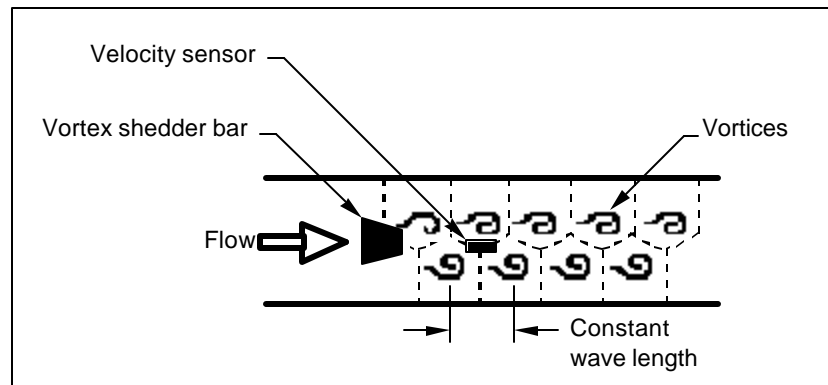 Velocity sensor
Vortex shedder bar
Vortices
Flow
Constant
wave length